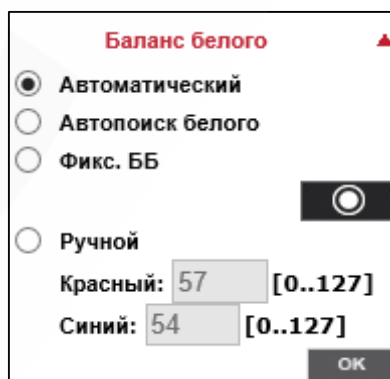 Баланс белого
Автоматический
Автопоиск белого
Фикс. ББ
Ручной
Красный: 57 [0..127]
Синий: 54 [0..127]
OK